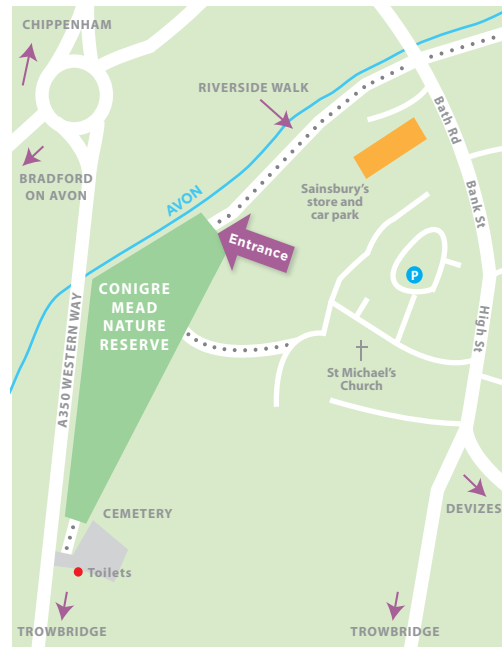 CHIPPENHAM
RIVERSIDE WALK
Bath Rd
BRADFORD
ON AVON
AVON
Sainsbury's
store and
car park
Bank St
Entrance
P
CONIGRE
MEAD
NATURE
RESERVE
A350 WESTERN WAY
High St
St Michael's
Church
CEMETERY
DEVIZES
Toilets
TROWBRIDGE
TROWBRIDGE